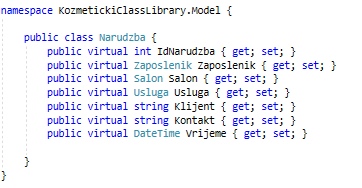 namespace KozmetickiClassLibrary.Model {
public class Narudzba {
public virtual int IdNarudzba { get; set; }
public virtual Zaposlenik Zaposlenik { get; set; }
public virtual Salon Salon { get; set; }
public virtual Usluga Usluga { get; set; }
public virtual string Klijent { get; set; }
public virtual string Kontakt { get; set; }
public virtual DateTime Vrijeme { get; set; }
}
}